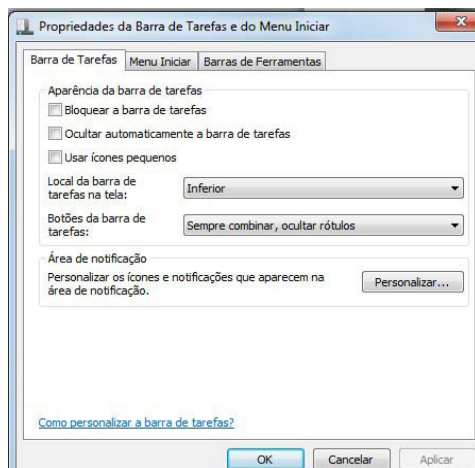 Propriedades da Barra de Tarefas e do Menu Iniciar
Barra de Tarefas Menu Iniciar Barras de Ferramentas
Aparência da barra de tarefas
Bloquear a barra de tarefas
Ocultar automaticamente a barra de tarefas
Usar ícones pequenos
Local da barra de
tarefas na tela:
Inferior
Botões da barra de
tarefas:
Sempre combinar, ocultar rótulos
Área de notificação
Personalizar os ícones e notificações que aparecem na
área de notificação.
Personalizar...
Como personalizar a barra de tarefas?
OK Cancelar Aplicar